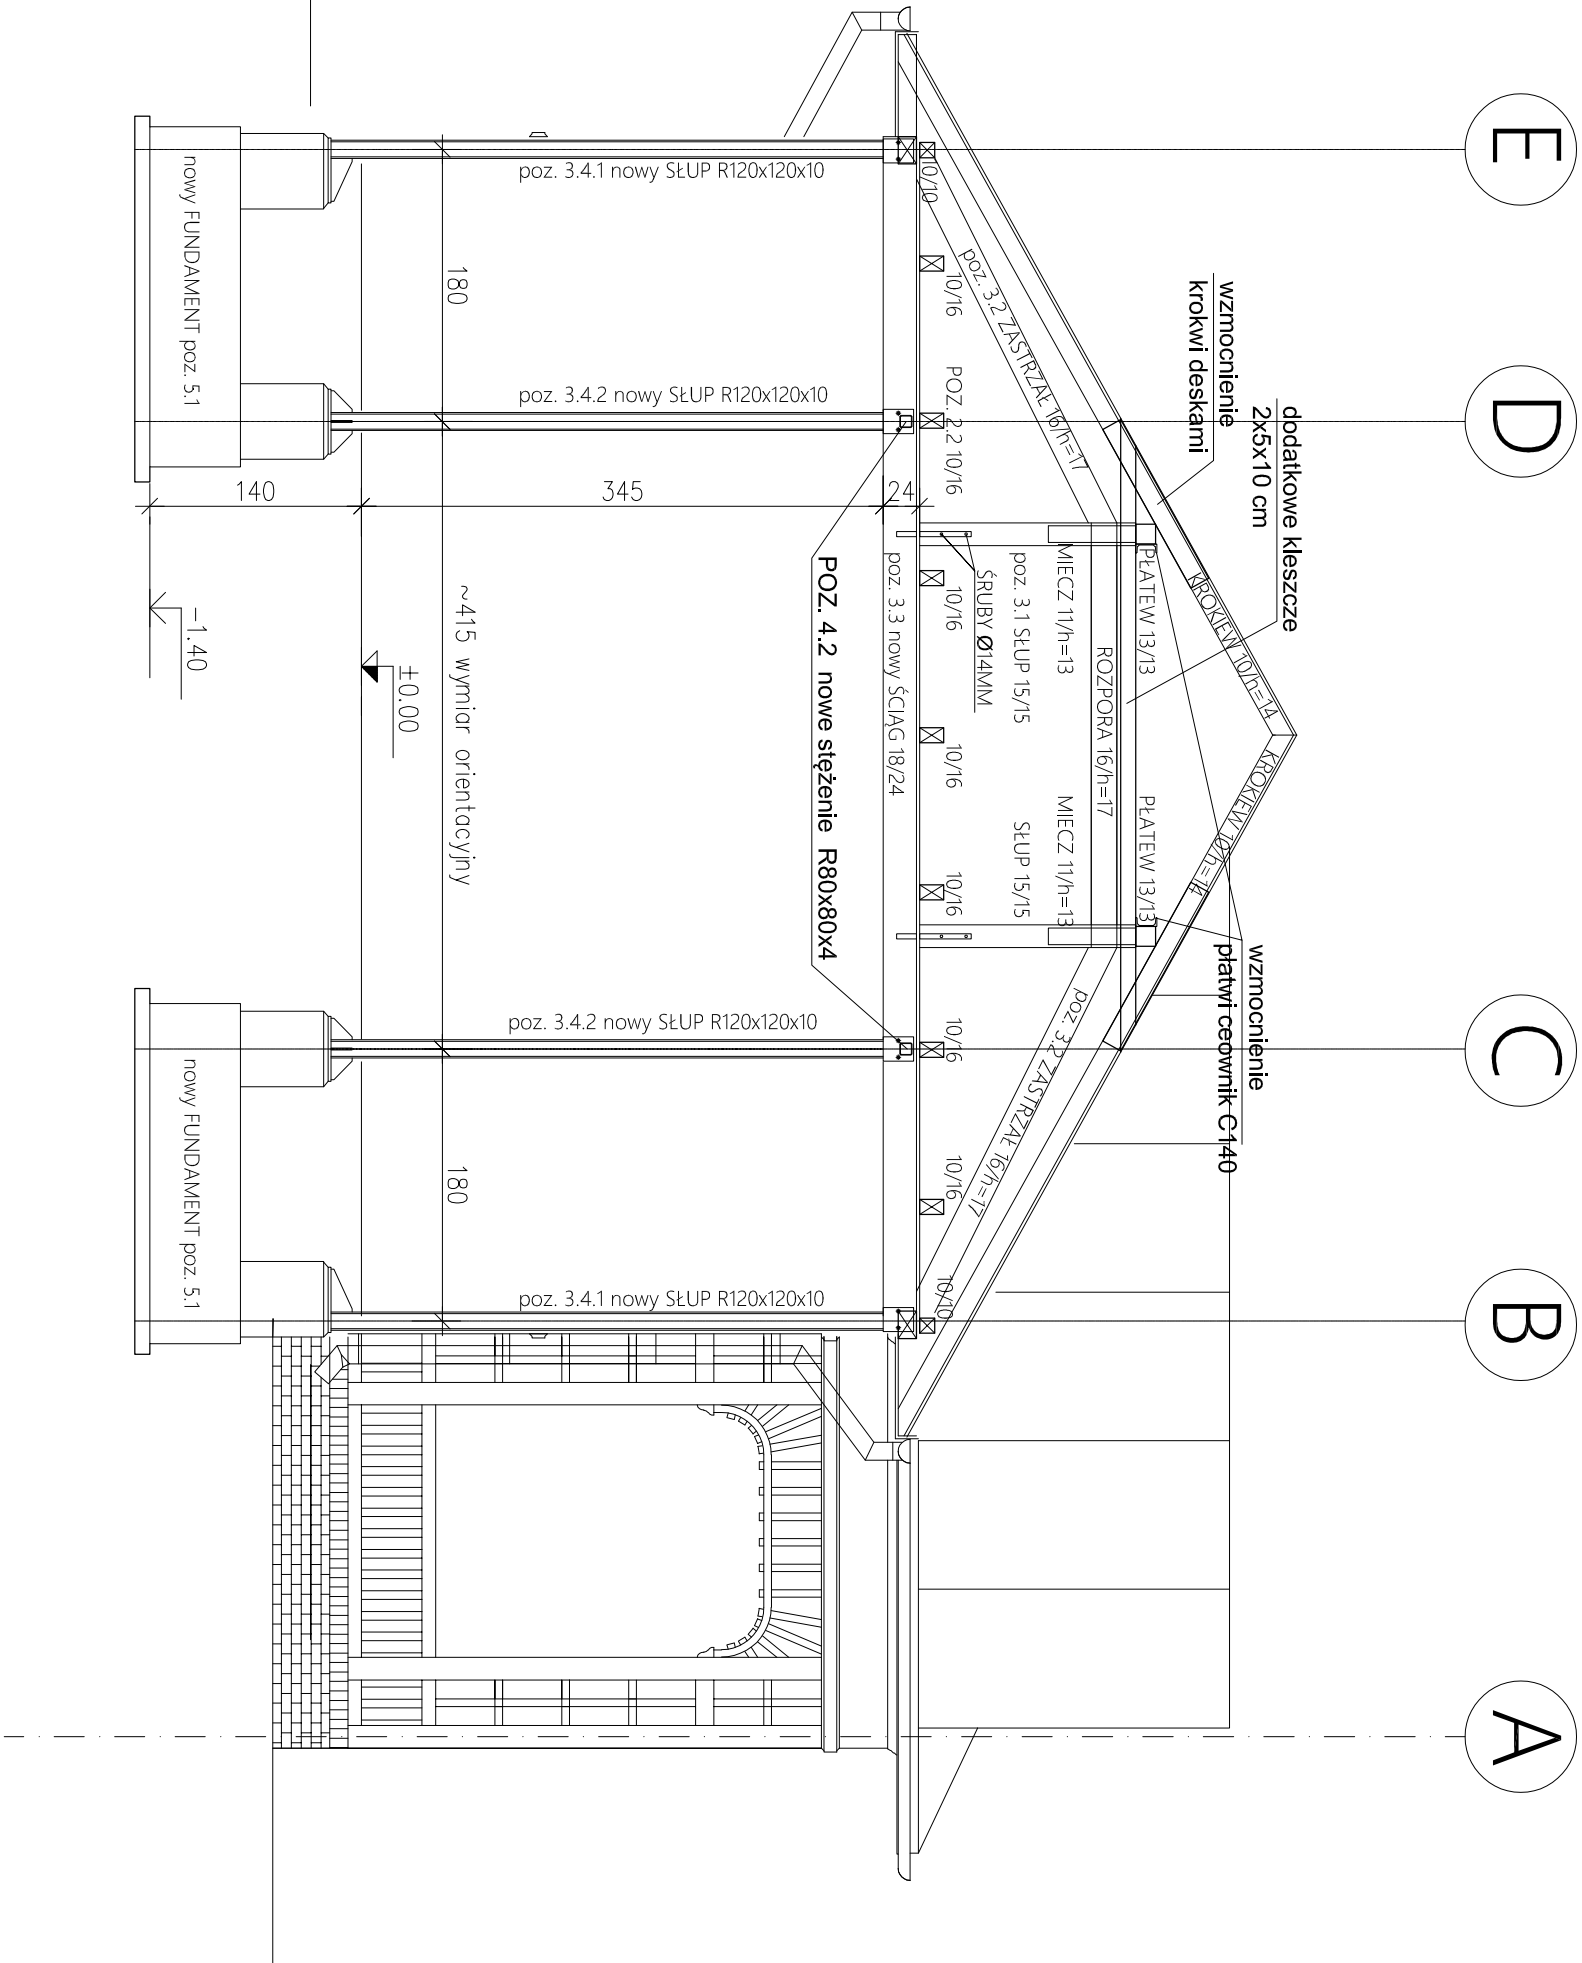 E
D
C
B
A
dodatkowe kleszcze
2x5x10 cm
wzmocnienie
krokwi deskami
wzmocnienie
płatwi ceownik C140
KROKIEW 10/h=14
KROKIEW 10/h=14
PŁATEW 13/13
PŁATEW 13/13
ROZPORA 16/h=17
MIECZ 11/h=13
MIECZ 11/h=13
poz. 3.2 ZASTRZAŁ 16/h=17
poz. 3.2 ZASTRZAŁ 16/h=17
poz. 3.1 SŁUP 15/15
SŁUP 15/15
ŚRUBY Ø14MM
10/10
10/16
POZ. 2.2 10/16
10/16
10/16
10/16
10/16
10/16
10/10
poz. 3.3 nowy ŚCIĄG 18/24
24
POZ. 4.2 nowe stężenie R80x80x4
poz. 3.4.1 nowy SŁUP R120x120x10
poz. 3.4.2 nowy SŁUP R120x120x10
poz. 3.4.2 nowy SŁUP R120x120x10
poz. 3.4.1 nowy SŁUP R120x120x10
345
180
~415 wymiar orientacyjny
180
±0.00
140
-1.40
nowy FUNDAMENT poz. 5.1
nowy FUNDAMENT poz. 5.1